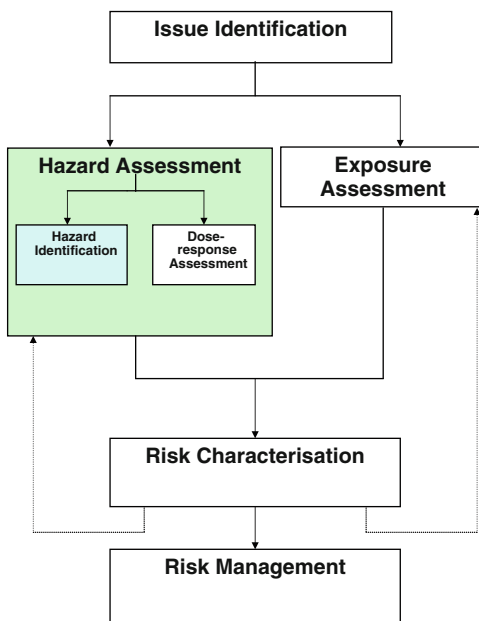 Issue Identification
Hazard Assessment
Exposure
Assessment
Hazard
Identification
Dose-
response
Assessment
Risk Characterisation
Risk Management